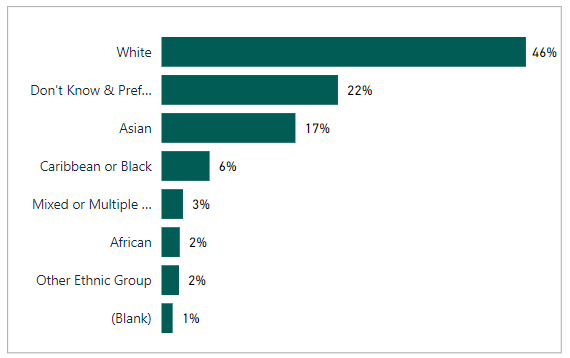 White 46%
Don't Know & Pref... 22%
Asian 17%
Caribbean or Black 6%
Mixed or Multiple ... 3%
African 2%
Other Ethnic Group 2%
(Blank) 1%